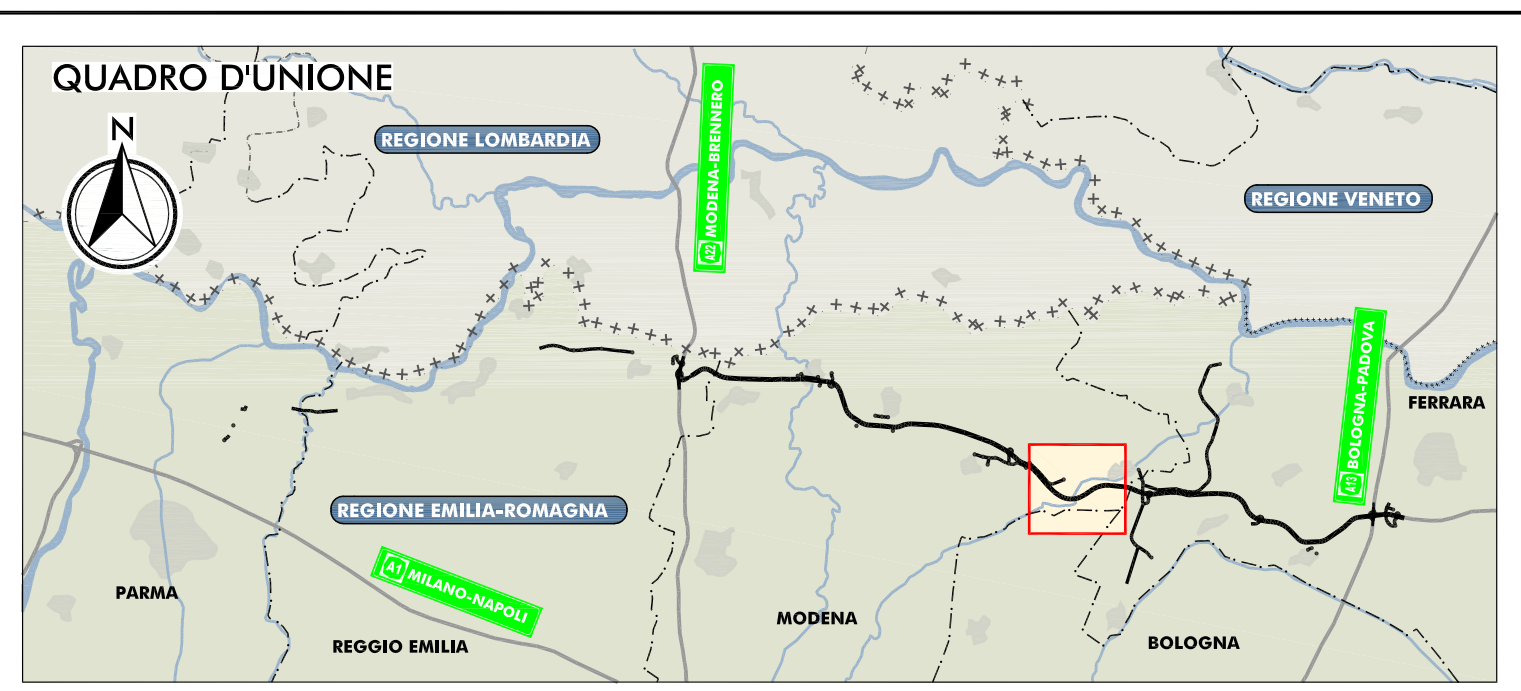 QUADRO D'UNIONE
N
REGIONE LOMBARDIA
A22 MODENA-BRENNERO
REGIONE VENETO
A13 BOLOGNA-PADOVA
FERRARA
REGIONE EMILIA-ROMAGNA
A1 MILANO-NAPOLI
PARMA
MODENA
REGGIO EMILIA
BOLOGNA